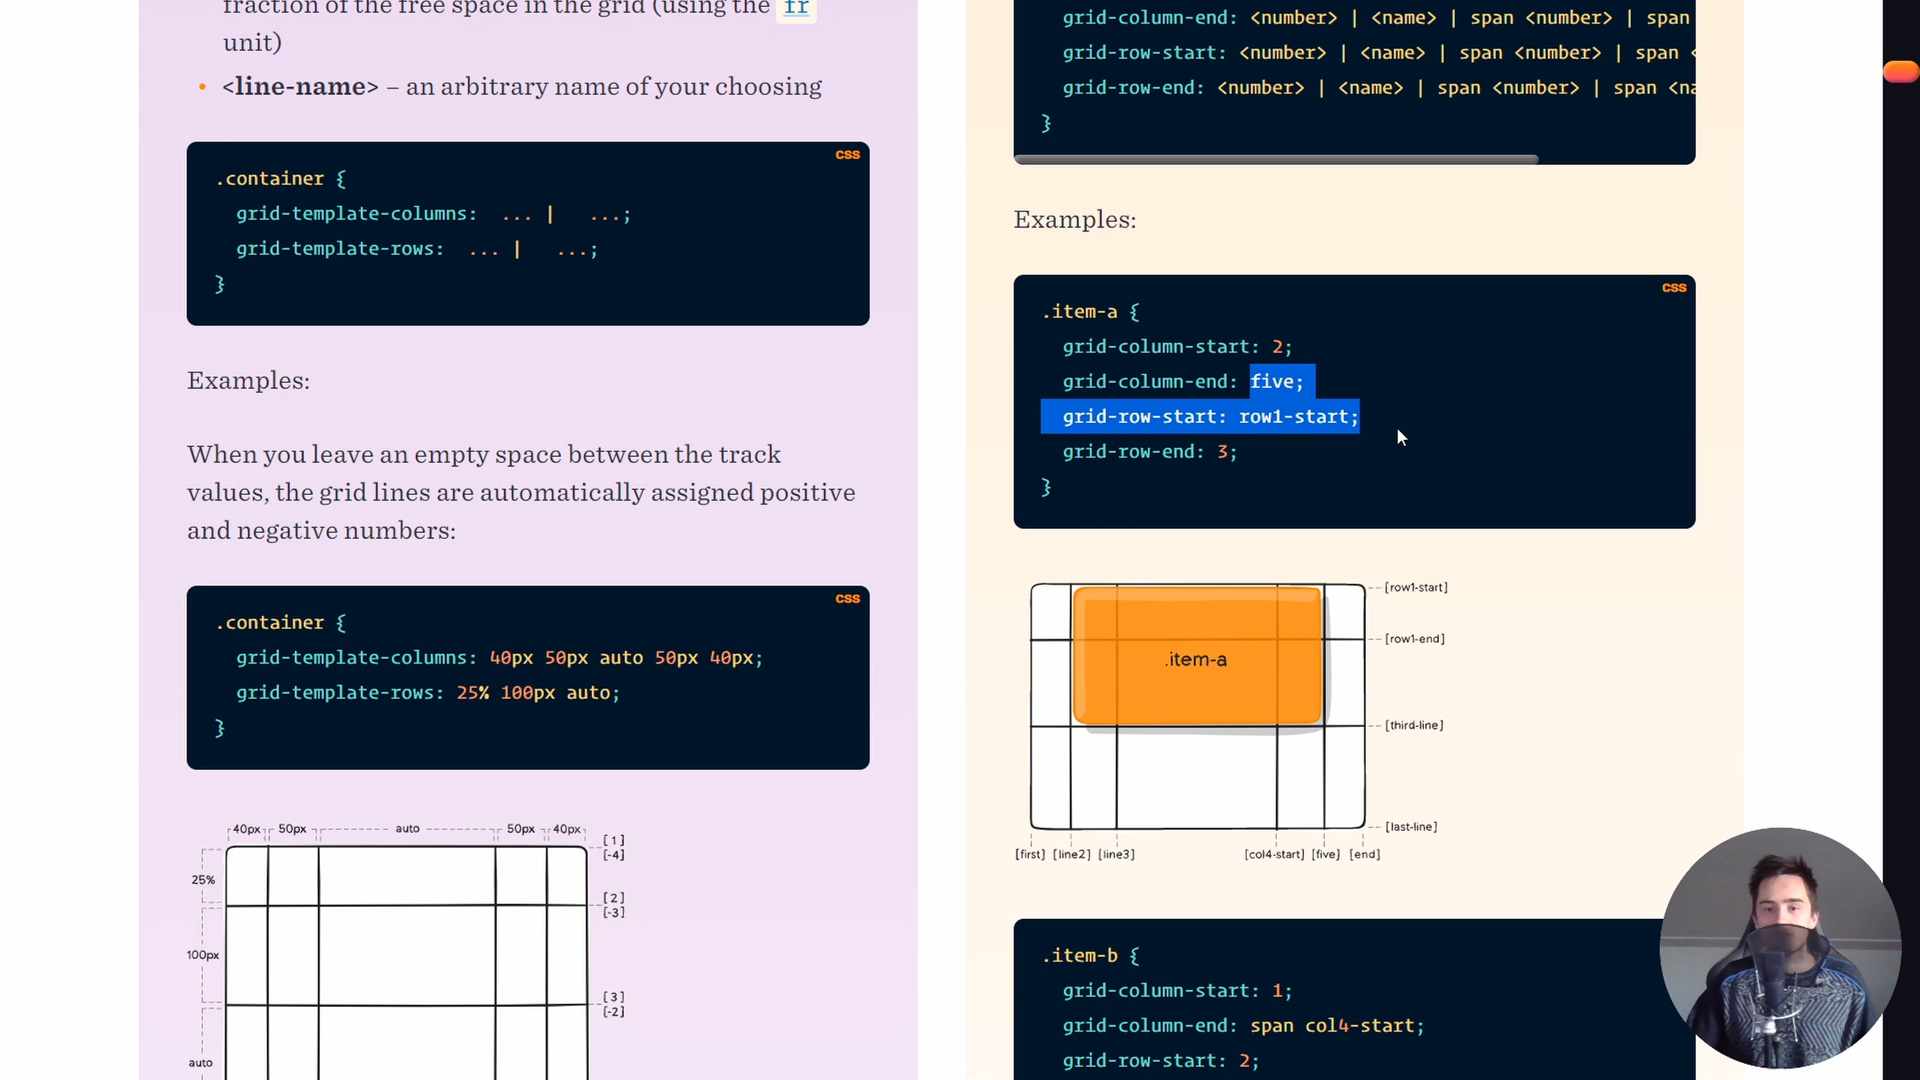 fraction of the free space in the grid (using the fr
unit)
• <line-name> – an arbitrary name of your choosing
CSS
.container {
grid-template-columns: ... | ...;
grid-template-rows: ... | ...;
}
Examples:
When you leave an empty space between the track
values, the grid lines are automatically assigned positive
and negative numbers:
CSS
.container {
grid-template-columns: 40px 50px auto 50px 40px;
grid-template-rows: 25% 100px auto;
}
40px 50px auto 50px 40px
[1]
[-4]
25%
[2]
[-3]
100px
[3]
[-2]
auto
grid-column-end: <number> | <name> | span <number> | span
grid-row-start: <number> | <name> | span <number> | span <
grid-row-end: <number> | <name> | span <number> | span <na
}
Examples:
CSS
.item-a {
grid-column-start: 2;
grid-column-end: five;
grid-row-start: row1-start;
grid-row-end: 3;
}
[row1-start]
[row1-end]
.item-a
[third-line]
[last-line]
[first] [line2] [line3] [col4-start] [five] [end]
.item-b {
grid-column-start: 1;
grid-column-end: span col4-start;
grid-row-start: 2;